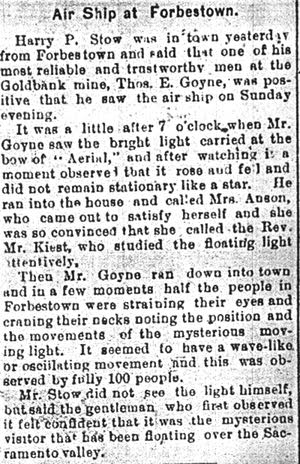 Air Ship at Forbestown.
Harry P. Stow was in town yesterday
from Forbestown and said that one of his
most reliable and trustworthy men at the
Goldbank mine, Thos. E. Goyne, was pos-
itive that he saw the air ship on Sunday
evening.
It was a little after 7 o'clock when Mr.
Goyne saw the bright light carried at the
bow of "Aerial," and after watching it a
moment observed that it rose and fell and
did not remain stationary like a star. He
ran into the house and called Mrs. Anson,
who came out to satisfy herself and she
was so convinced that she called the Rev.
Mr. Kiest, who studied the floating light
attentively.
Then Mr. Goyne ran down into town
and in a few moments half the people in
Forbestown were straining their eyes and
craning their necks noting the position and
the movements of the mysterious mov-
ing light. It seemed to have a wave-like
or oscillating movement and this was ob-
served by fully 100 people.
Mr. Stow did not see the light himself,
but said the gentleman who first observed
it felt confident that it was the mysterious
visitor that has been floating over the Sac-
ramento valley.